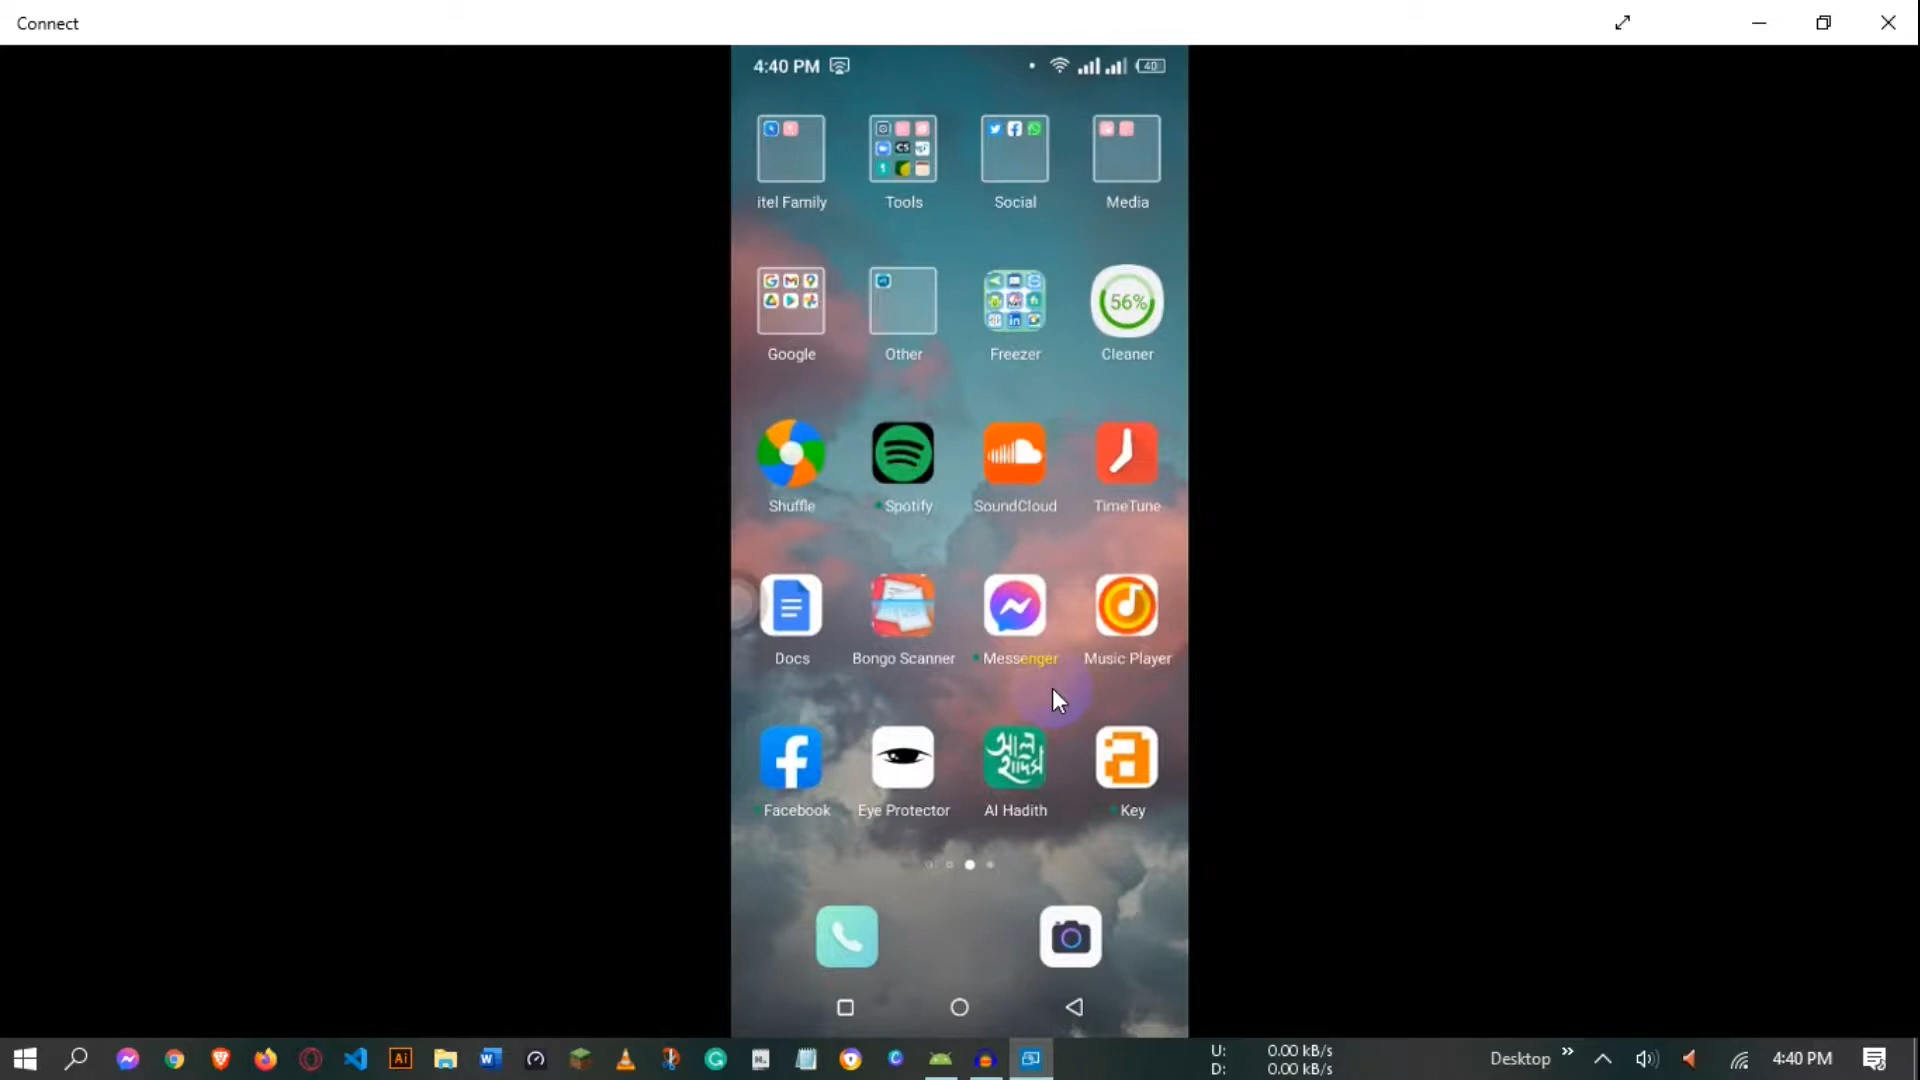 Connect
4:40 PM 40
itel Family Tools Social Media
56%
Google Other Freezer Cleaner
Shuffle Spotify SoundCloud TimeTune
Docs Bongo Scanner Messenger Music Player
আল হাদিস
Facebook Eye Protector Al Hadith Key
U: 0.00 kB/s
D: 0.00 kB/s
Desktop
4:40 PM